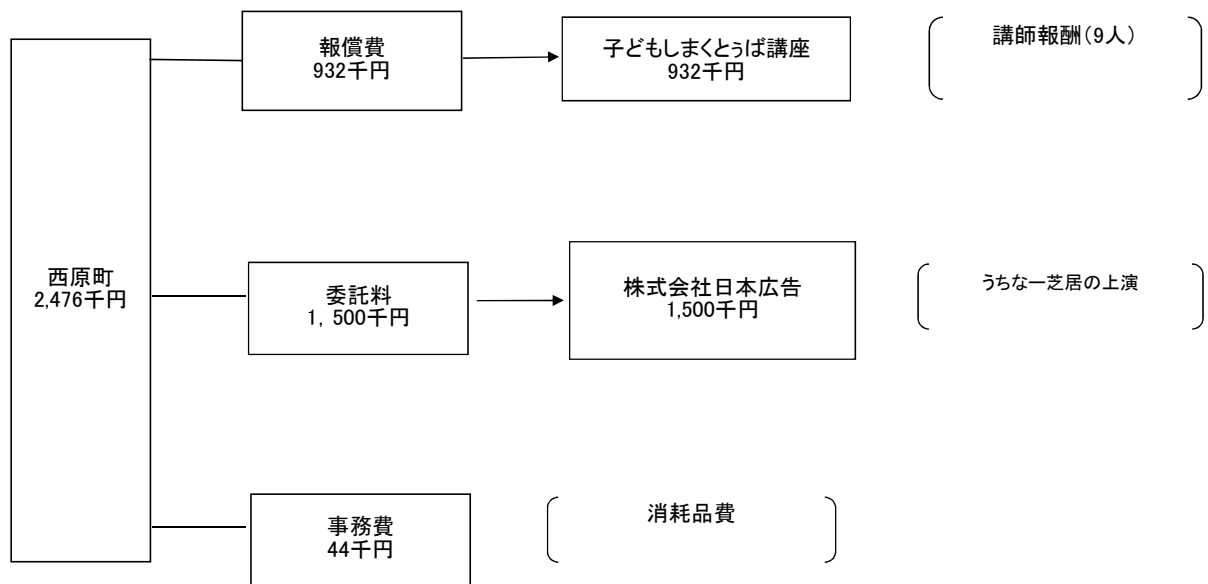 西原町
2,476千円
報償費
932千円
子どもしまくとぅば講座
932千円
講師報酬(9人)
委託料
1, 500千円
株式会社日本広告
1,500千円
うちなー芝居の上演
事務費
44千円
消耗品費